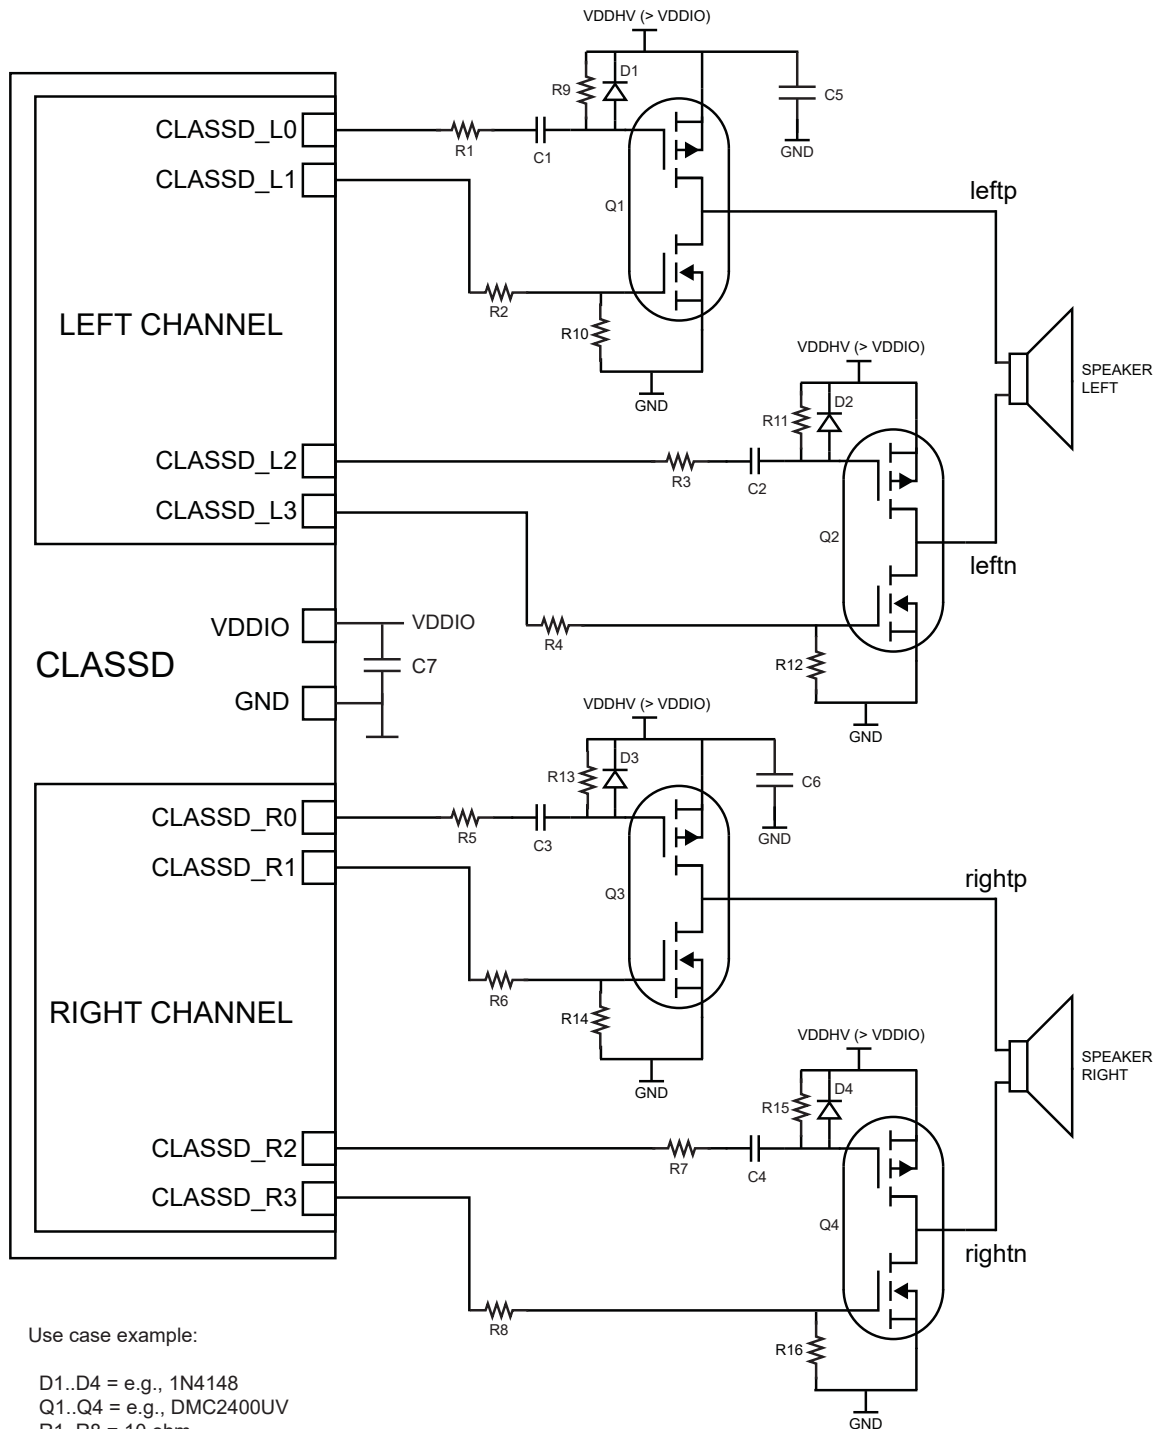 VDDHV (> VDDIO)
D1
R9
C5
CLASSD_L0
R1
C1
GND
CLASSD_L1
leftp
Q1
R2
LEFT CHANNEL
R10
VDDHV (> VDDIO)
SPEAKER
LEFT
GND
D2
R11
CLASSD_L2
R3
C2
CLASSD_L3
Q2
leftn
VDDIO
VDDIO
R4
CLASSD
C7
R12
GND
VDDHV (> VDDIO)
GND
D3
R13
C6
CLASSD_R0
R5
C3
GND
CLASSD_R1
rightp
Q3
R6
RIGHT CHANNEL
R14
VDDHV (> VDDIO)
SPEAKER
RIGHT
GND
D4
R15
CLASSD_R2
R7
C4
CLASSD_R3
Q4
rightn
R8
Use case example:
R16
D1..D4 = e.g., 1N4148
Q1..Q4 = e.g., DMC2400UV
R1..R8 = 10 ohm
GND